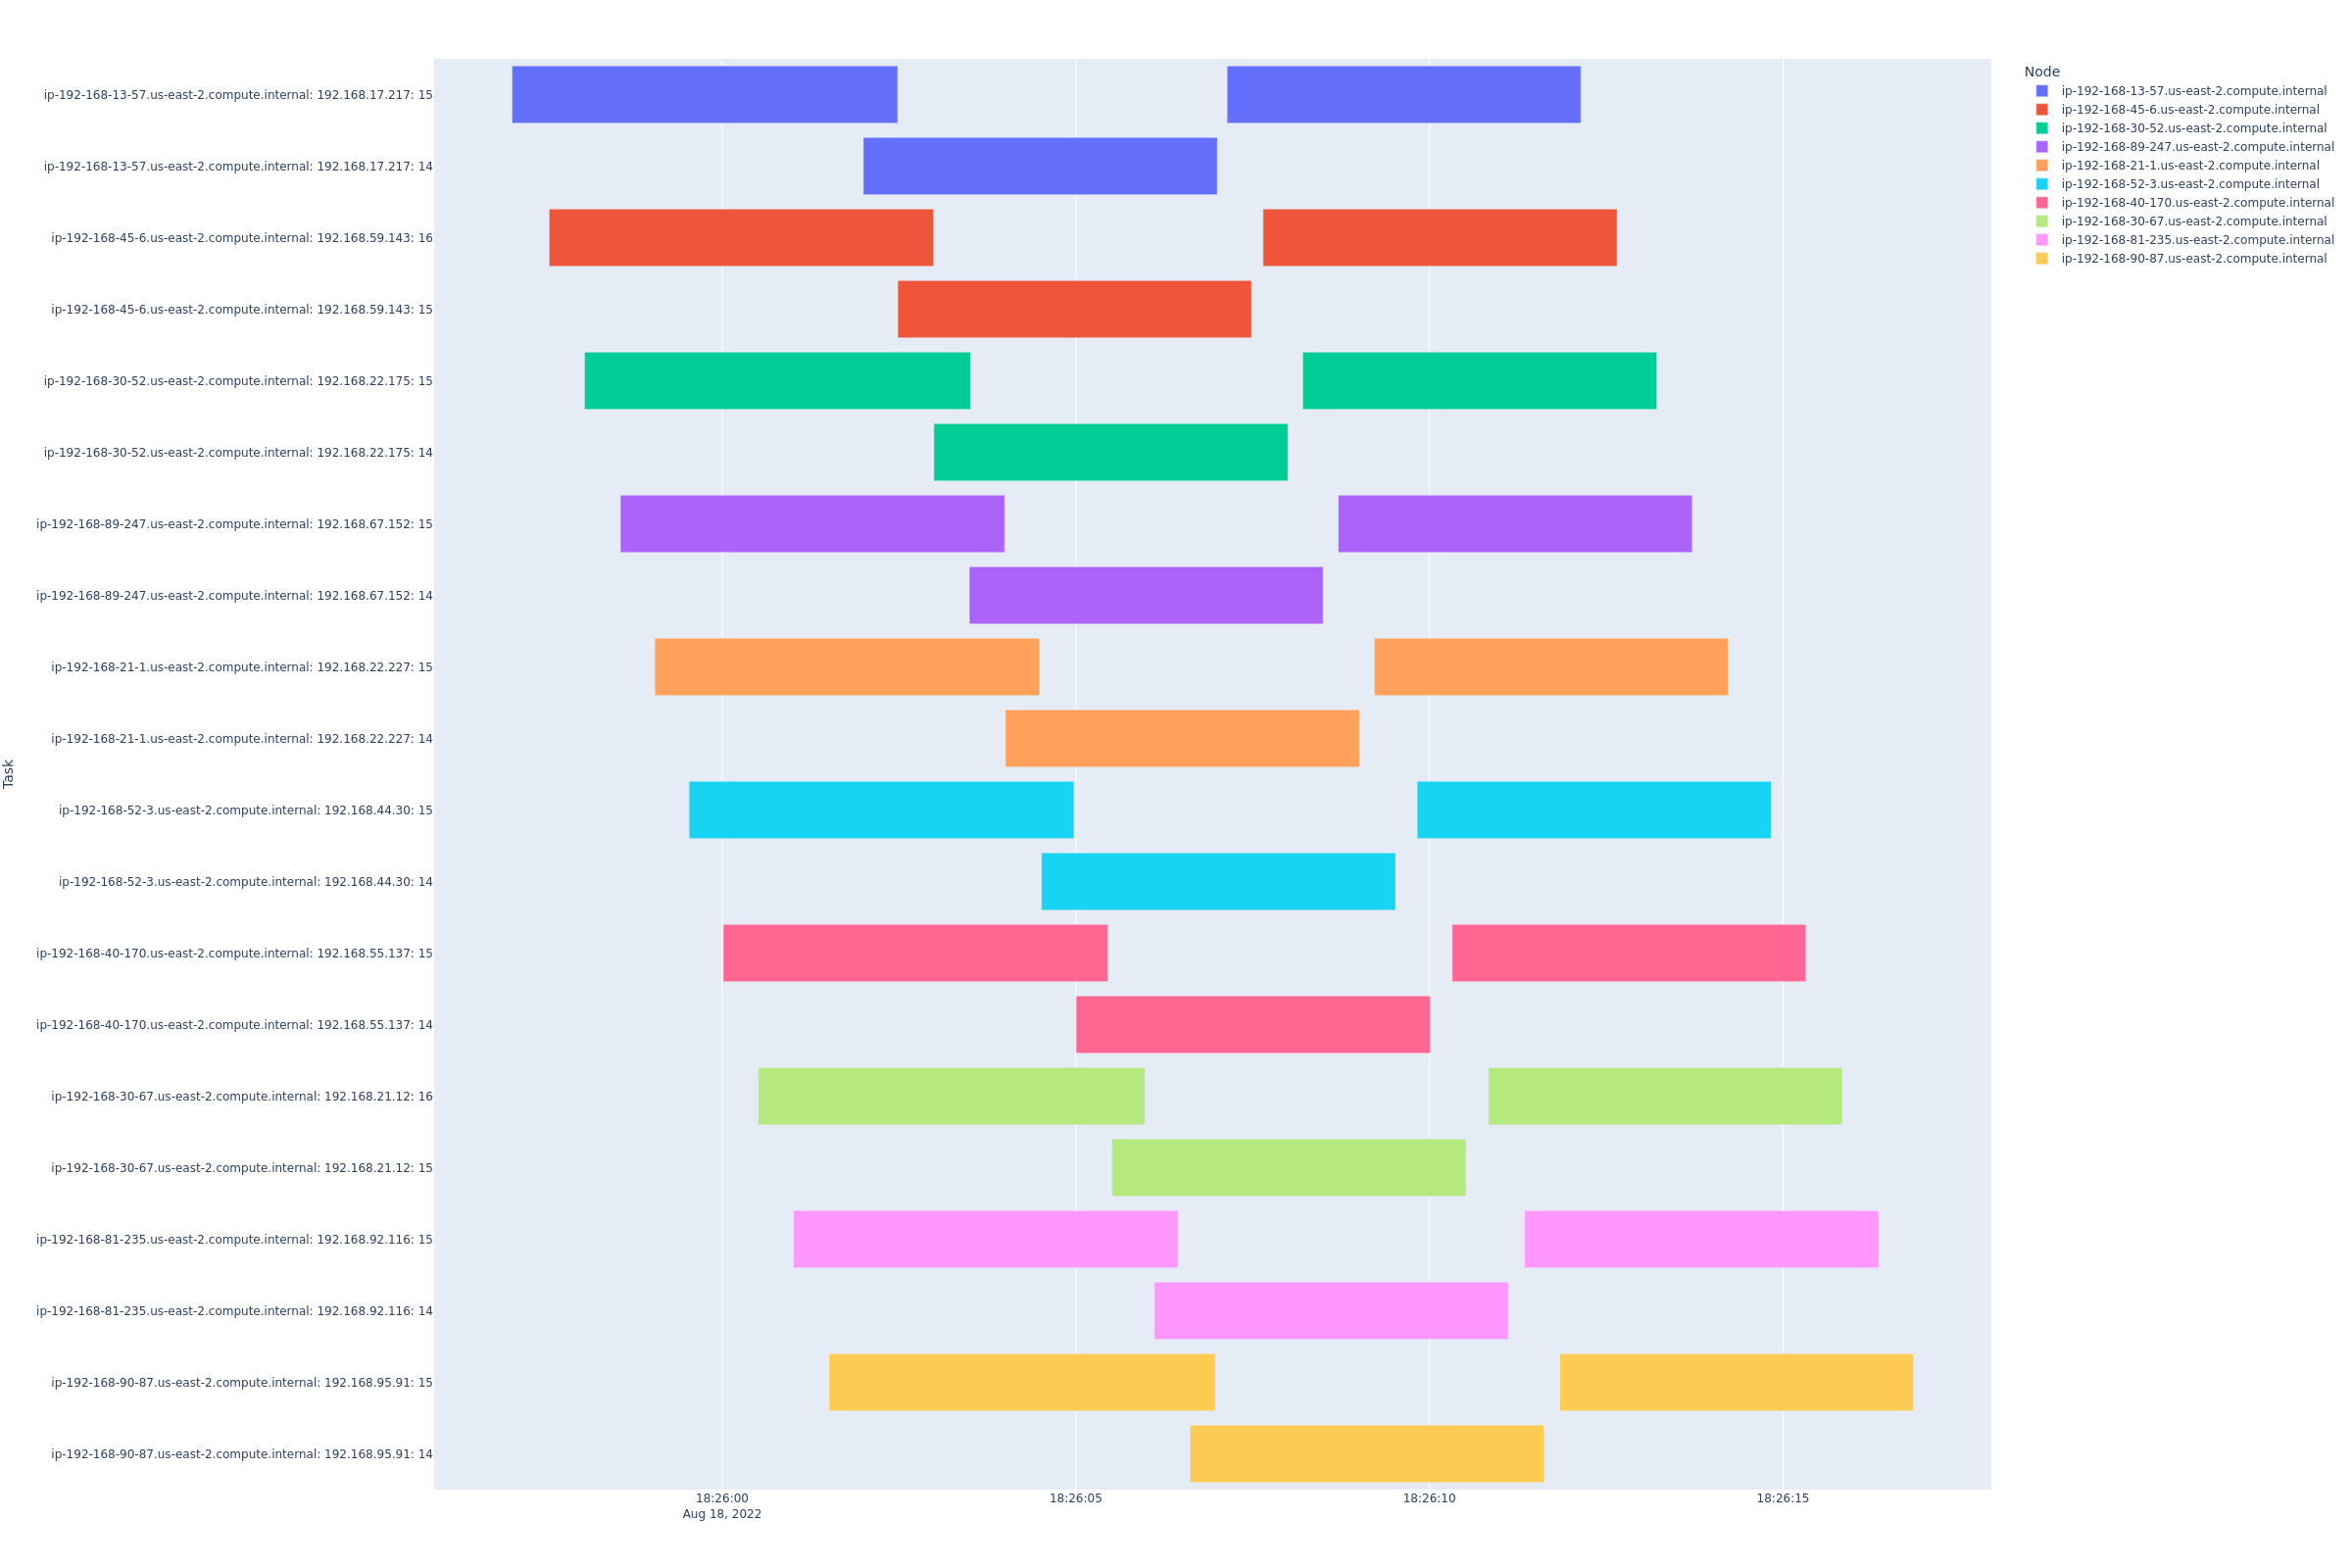 ip-192-168-13-57.us-east-2.compute.internal: 192.168.17.217: 15
ip-192-168-13-57.us-east-2.compute.internal: 192.168.17.217: 14
ip-192-168-45-6.us-east-2.compute.internal: 192.168.59.143: 16
ip-192-168-45-6.us-east-2.compute.internal: 192.168.59.143: 15
ip-192-168-30-52.us-east-2.compute.internal: 192.168.22.175: 15
ip-192-168-30-52.us-east-2.compute.internal: 192.168.22.175: 14
ip-192-168-89-247.us-east-2.compute.internal: 192.168.67.152: 15
ip-192-168-89-247.us-east-2.compute.internal: 192.168.67.152: 14
ip-192-168-21-1.us-east-2.compute.internal: 192.168.22.227: 15
ip-192-168-21-1.us-east-2.compute.internal: 192.168.22.227: 14
ip-192-168-52-3.us-east-2.compute.internal: 192.168.44.30: 15
ip-192-168-52-3.us-east-2.compute.internal: 192.168.44.30: 14
ip-192-168-40-170.us-east-2.compute.internal: 192.168.55.137: 15
ip-192-168-40-170.us-east-2.compute.internal: 192.168.55.137: 14
ip-192-168-30-67.us-east-2.compute.internal: 192.168.21.12: 16
ip-192-168-30-67.us-east-2.compute.internal: 192.168.21.12: 15
ip-192-168-81-235.us-east-2.compute.internal: 192.168.92.116: 15
ip-192-168-81-235.us-east-2.compute.internal: 192.168.92.116: 14
ip-192-168-90-87.us-east-2.compute.internal: 192.168.95.91: 15
ip-192-168-90-87.us-east-2.compute.internal: 192.168.95.91: 14
Task
18:26:00
Aug 18, 2022
18:26:05
18:26:10
18:26:15
Node
ip-192-168-13-57.us-east-2.compute.internal
ip-192-168-45-6.us-east-2.compute.internal
ip-192-168-30-52.us-east-2.compute.internal
ip-192-168-89-247.us-east-2.compute.internal
ip-192-168-21-1.us-east-2.compute.internal
ip-192-168-52-3.us-east-2.compute.internal
ip-192-168-40-170.us-east-2.compute.internal
ip-192-168-30-67.us-east-2.compute.internal
ip-192-168-81-235.us-east-2.compute.internal
ip-192-168-90-87.us-east-2.compute.internal